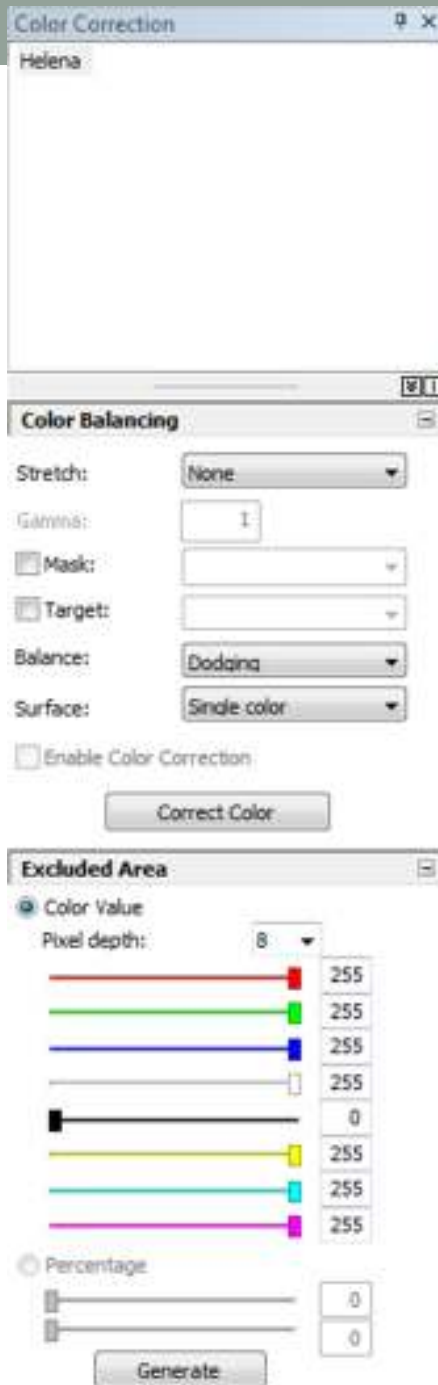 Color Correction
Helena
Color Balancing
Stretch: None
Gamma: 1
Mask:
Target:
Balance: Dodging
Surface: Single color
Enable Color Correction
Correct Color
Excluded Area
Color Value
Pixel depth: 8
255
255
255
255
0
255
255
255
Percentage
0
0
Generate